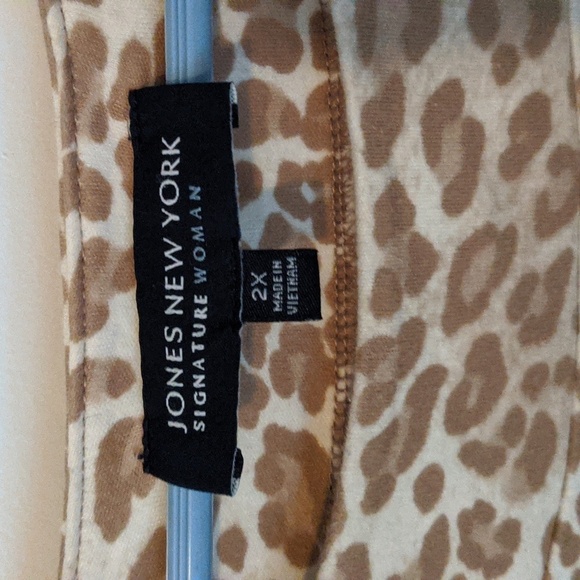 JONES NEW YORK
SIGNATURE WOMAN
2X
MADE IN
VIETNAM